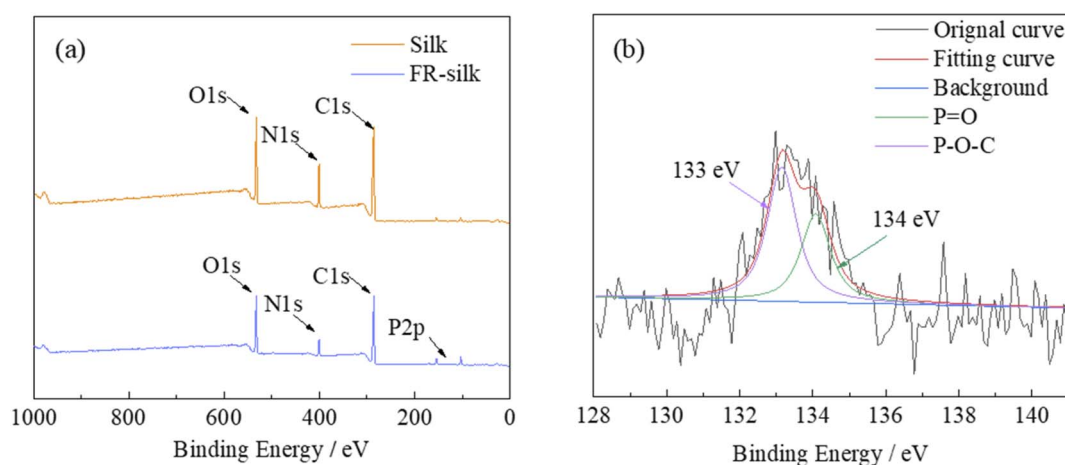 (a)
Silk
FR-silk
O1s
N1s
C1s
O1s
N1s
C1s
P2p
1000 800 600 400 200 0
Binding Energy / eV
(b)
Orignal curve
Fitting curve
Background
P=O
P-O-C
133 eV
134 eV
128 130 132 134 136 138 140
Binding Energy / eV